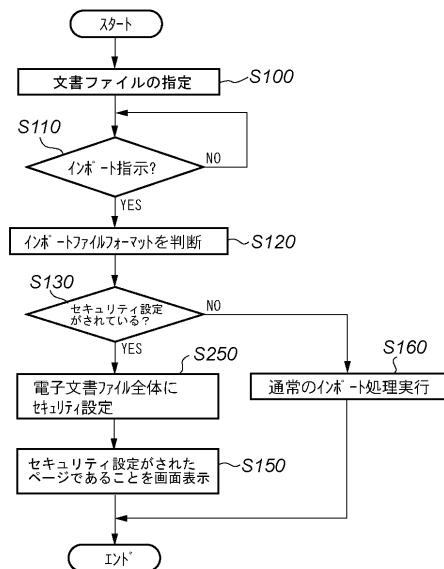 スタート
文書ファイルの指定
S100
S110
インポート指示?
NO
YES
インポートファイルフォーマットを判断
S120
S130
セキュリティ設定
がされている?
NO
YES
S250
電子文書ファイル全体に
セキュリティ設定
S160
通常のインポート処理実行
セキュリティ設定がされた
ページであることを画面表示
S150
エンド